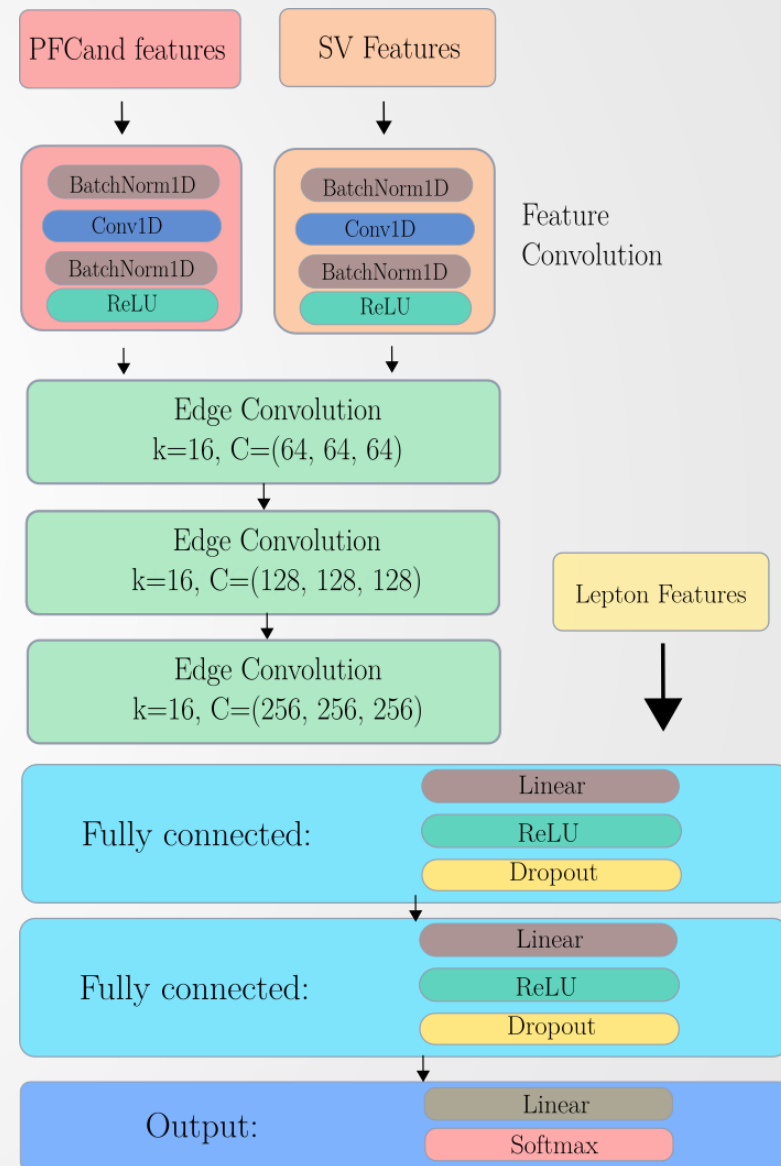 PFCand features
SV Features
BatchNorm1D
Conv1D
BatchNorm1D
ReLU
BatchNorm1D
Conv1D
BatchNorm1D
ReLU
Feature
Convolution
Edge Convolution
k=16, C=(64, 64, 64)
Edge Convolution
k=16, C=(128, 128, 128)
Lepton Features
Edge Convolution
k=16, C=(256, 256, 256)
Fully connected:
Linear
ReLU
Dropout
Fully connected:
Linear
ReLU
Dropout
Output:
Linear
Softmax